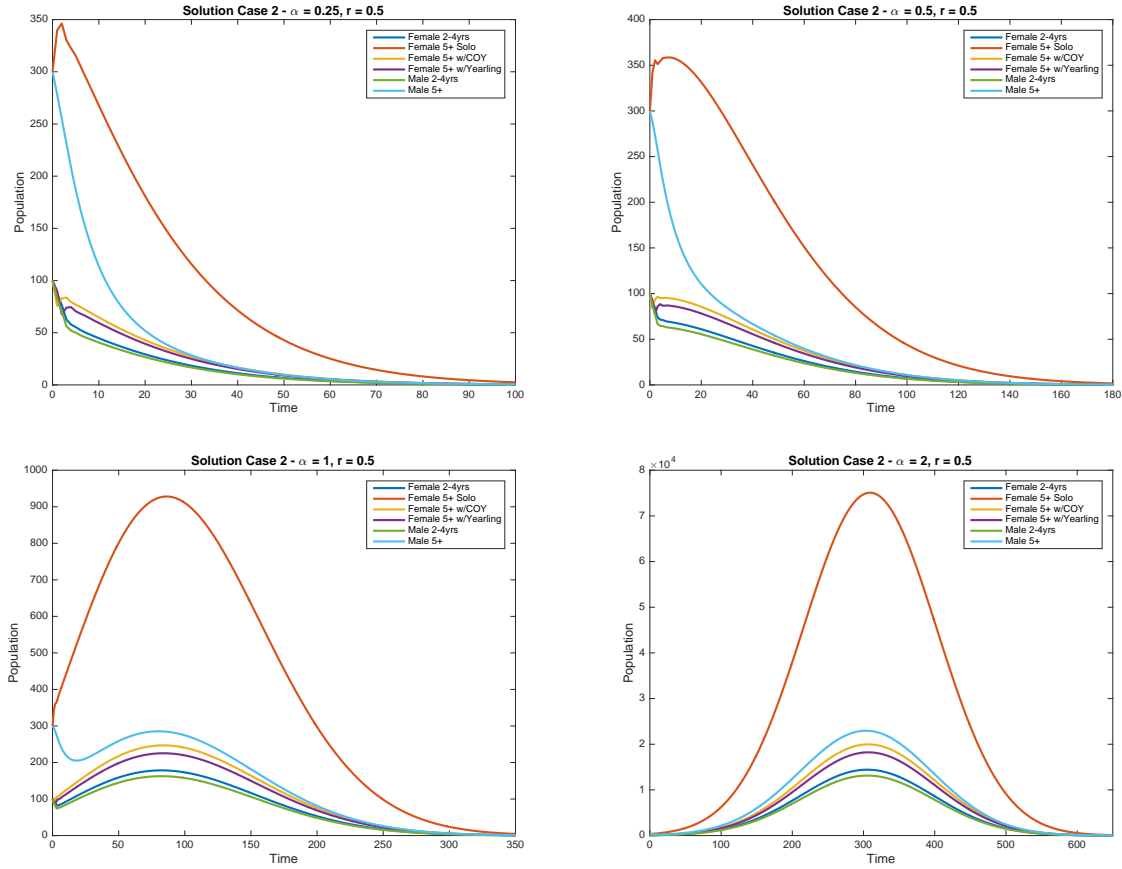 Solution Case 2 - α = 0.25, r = 0.5
350
300
250
200
150
100
50
0
Population
Female 2-4yrs
Female 5+ Solo
Female 5+ w/COY
Female 5+ w/Yearling
Male 2-4yrs
Male 5+
0 10 20 30 40 50 60 70 80 90 100
Time
Solution Case 2 - α = 0.5, r = 0.5
400
350
300
250
200
150
100
50
0
Population
Female 2-4yrs
Female 5+ Solo
Female 5+ w/COY
Female 5+ w/Yearling
Male 2-4yrs
Male 5+
0 20 40 60 80 100 120 140 160 180
Time
Solution Case 2 - α = 1, r = 0.5
1000
900
800
700
600
500
400
300
200
100
0
Population
Female 2-4yrs
Female 5+ Solo
Female 5+ w/COY
Female 5+ w/Yearling
Male 2-4yrs
Male 5+
0 50 100 150 200 250 300 350
Time
×10⁴
Solution Case 2 - α = 2, r = 0.5
8
7
6
5
4
3
2
1
0
Population
Female 2-4yrs
Female 5+ Solo
Female 5+ w/COY
Female 5+ w/Yearling
Male 2-4yrs
Male 5+
0 100 200 300 400 500 600
Time